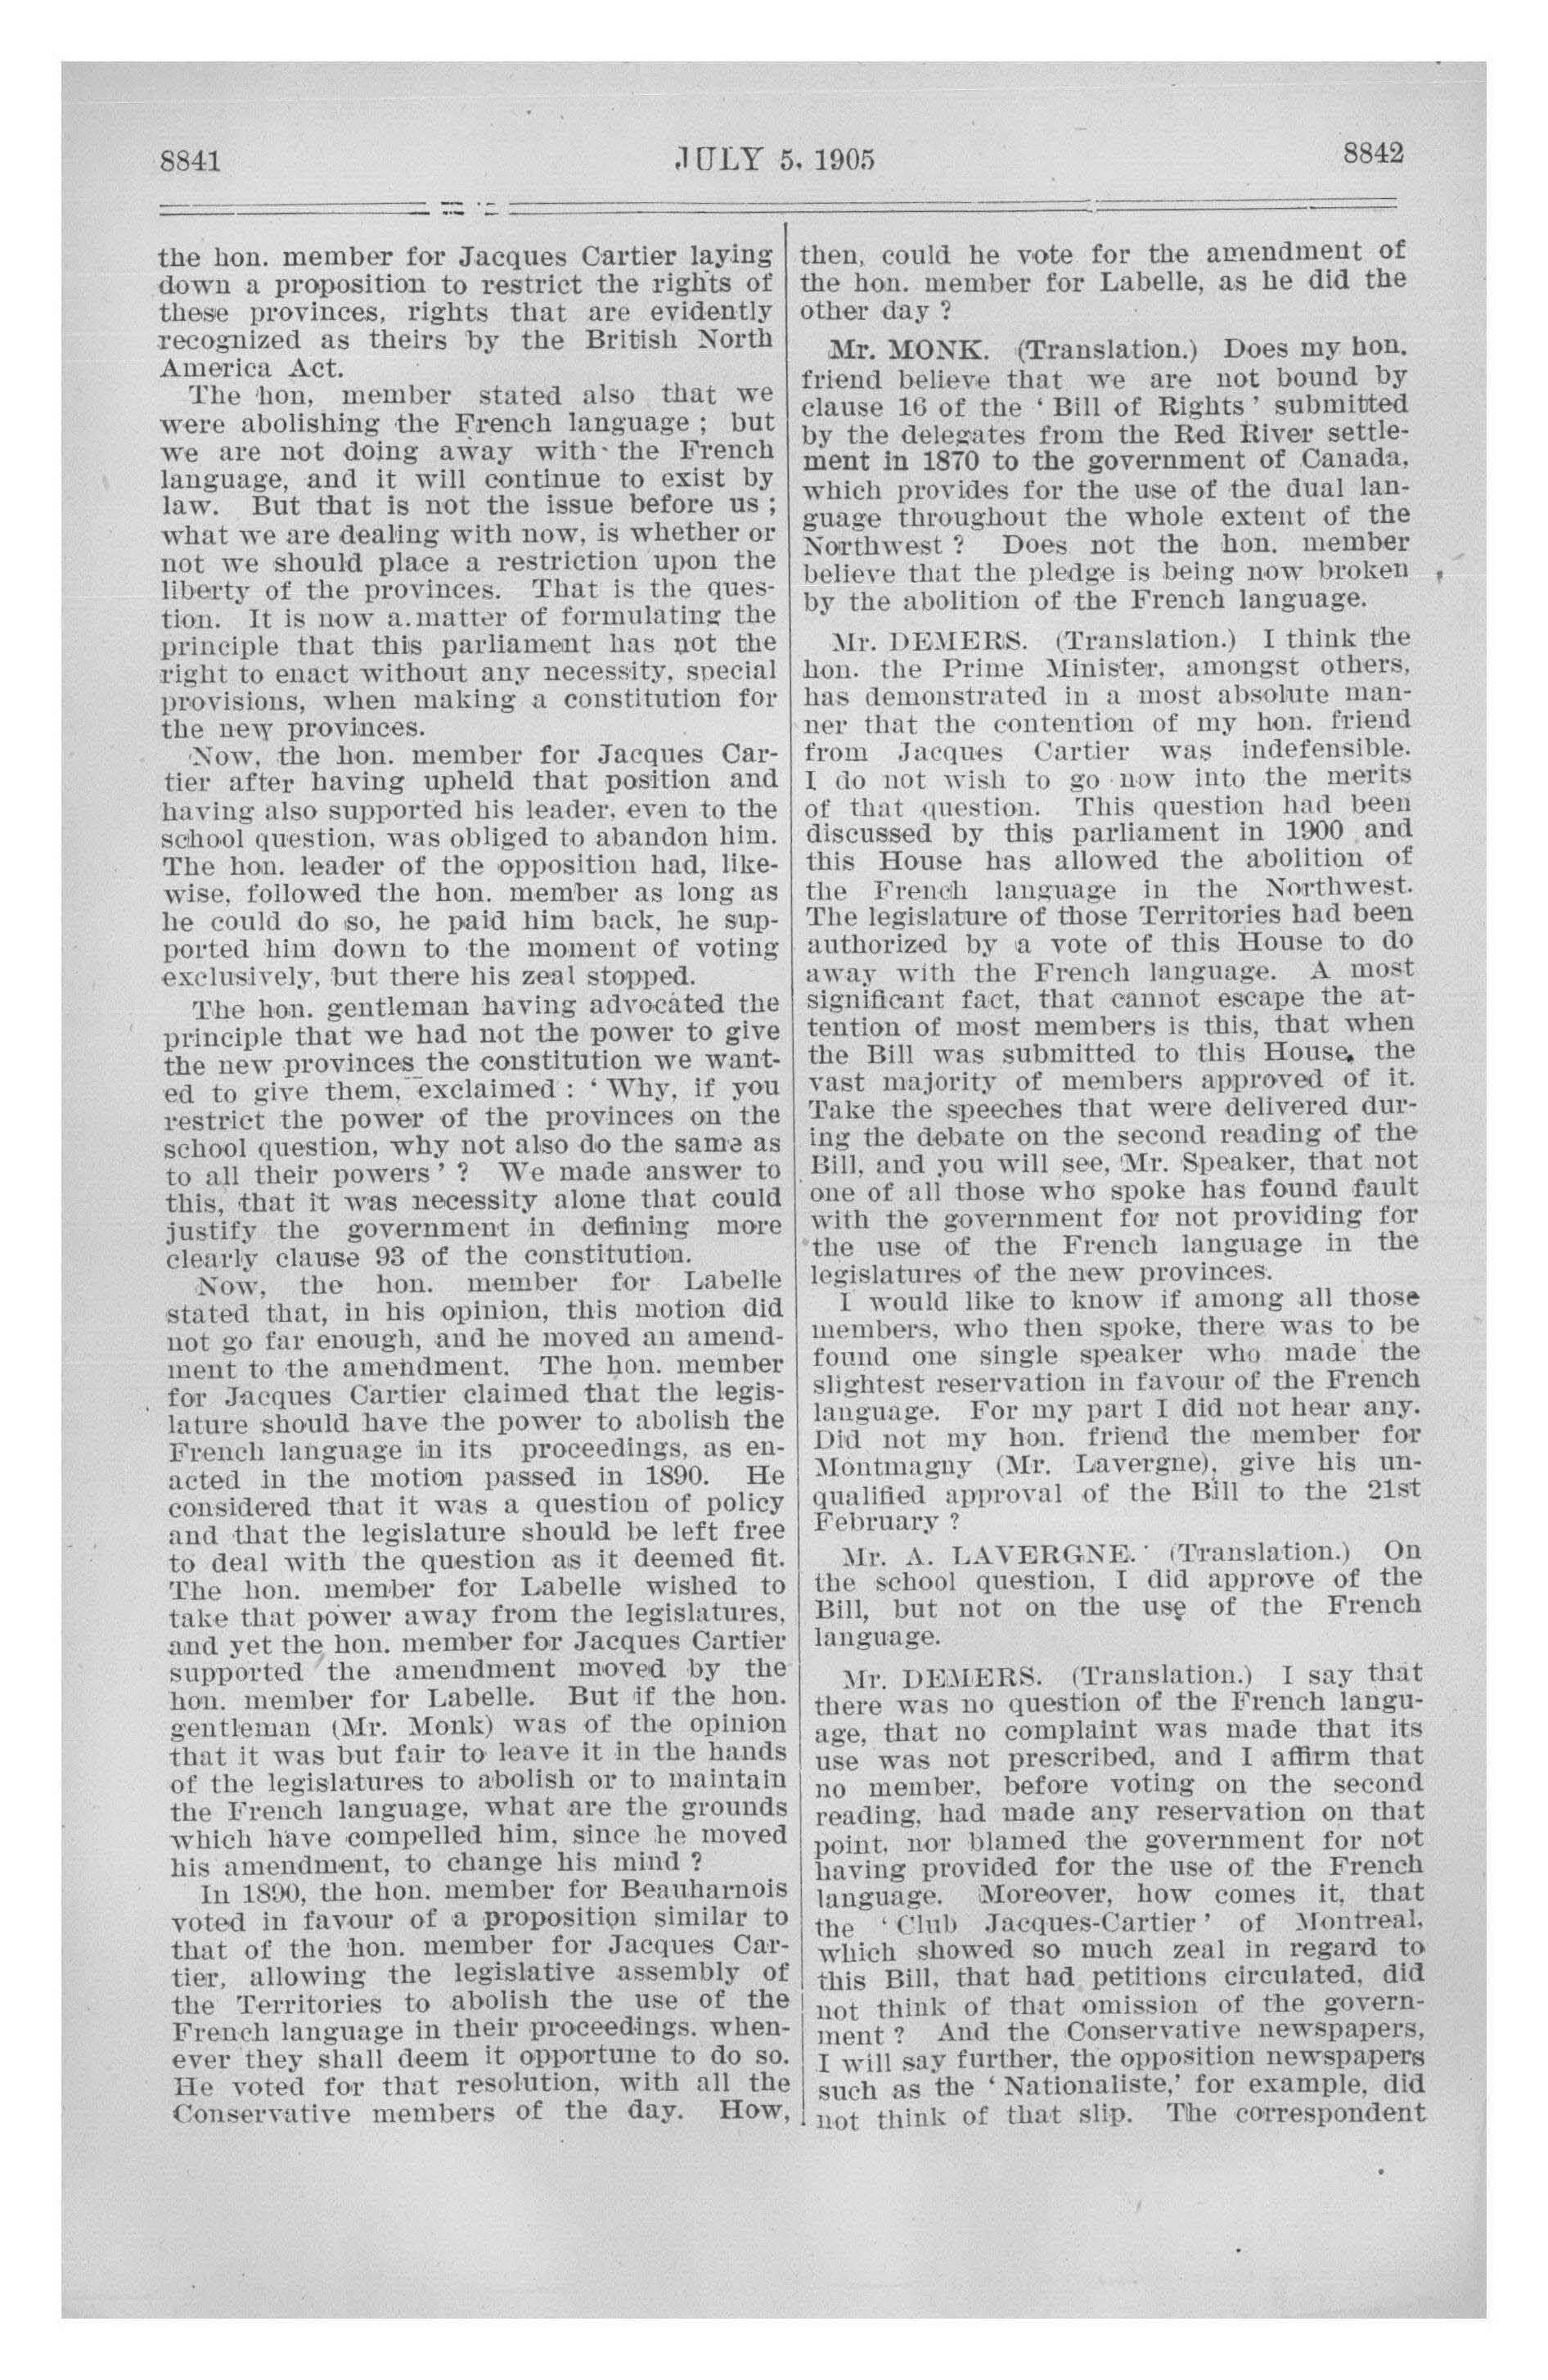 8841
JULY 5, 1905
8842
the hon. member for Jacques Cartier laying
down a proposition to restrict the rights of
these provinces, rights that are evidently
recognized as theirs by the British North
America Act.
The hon, member stated also that we
were abolishing the French language ; but
we are not doing away with the French
language, and it will continue to exist by
law. But that is not the issue before us ;
what we are dealing with now, is whether or
not we should place a restriction upon the
liberty of the provinces. That is the ques-
tion. It is now a matter of formulating the
principle that this parliament has not the
right to enact without any necessity, special
provisions, when making a constitution for
the new provinces.
Now, the hon. member for Jacques Car-
tier after having upheld that position and
having also supported his leader, even to the
school question, was obliged to abandon him.
The hon. leader of the opposition had, like-
wise, followed the hon. member as long as
he could do so, he paid him back, he sup-
ported him down to the moment of voting
exclusively, but there his zeal stopped.
The hon. gentleman having advocated the
principle that we had not the power to give
the new provinces the constitution we want-
ed to give them, exclaimed : ‘ Why, if you
restrict the power of the provinces on the
school question, why not also do the same as
to all their powers ’ ? We made answer to
this, that it was necessity alone that could
justify the government in defining more
clearly clause 93 of the constitution.
Now, the hon. member for Labelle
stated that, in his opinion, this motion did
not go far enough, and he moved an amend-
ment to the amendment. The hon. member
for Jacques Cartier claimed that the legis-
lature should have the power to abolish the
French language in its proceedings, as en-
acted in the motion passed in 1890. He
considered that it was a question of policy
and that the legislature should be left free
to deal with the question as it deemed fit.
The hon. member for Labelle wished to
take that power away from the legislatures,
and yet the hon. member for Jacques Cartier
supported the amendment moved by the
hon. member for Labelle. But if the hon.
gentleman (Mr. Monk) was of the opinion
that it was but fair to leave it in the hands
of the legislatures to abolish or to maintain
the French language, what are the grounds
which have compelled him, since he moved
his amendment, to change his mind ?
In 1890, the hon. member for Beauharnois
voted in favour of a proposition similar to
that of the hon. member for Jacques Car-
tier, allowing the legislative assembly of
the Territories to abolish the use of the
French language in their proceedings. when-
ever they shall deem it opportune to do so.
He voted for that resolution, with all the
Conservative members of the day. How,
then, could he vote for the amendment of
the hon. member for Labelle, as he did the
other day ?
Mr. MONK. (Translation.) Does my hon.
friend believe that we are not bound by
clause 16 of the ‘ Bill of Rights ’ submitted
by the delegates from the Red River settle-
ment in 1870 to the government of Canada,
which provides for the use of the dual lan-
guage throughout the whole extent of the
Northwest ? Does not the hon. member
believe that the pledge is being now broken
by the abolition of the French language.
Mr. DEMERS. (Translation.) I think the
hon. the Prime Minister, amongst others,
has demonstrated in a most absolute man-
ner that the contention of my hon. friend
from Jacques Cartier was indefensible.
I do not wish to go now into the merits
of that question. This question had been
discussed by this parliament in 1900 and
this House has allowed the abolition of
the French language in the Northwest.
The legislature of those Territories had been
authorized by a vote of this House to do
away with the French language. A most
significant fact, that cannot escape the at-
tention of most members is this, that when
the Bill was submitted to this House, the
vast majority of members approved of it.
Take the speeches that were delivered dur-
ing the debate on the second reading of the
Bill, and you will see, Mr. Speaker, that not
one of all those who spoke has found fault
with the government for not providing for
the use of the French language in the
legislatures of the new provinces.
I would like to know if among all those
members, who then spoke, there was to be
found one single speaker who made the
slightest reservation in favour of the French
language. For my part I did not hear any.
Did not my hon. friend the member for
Montmagny (Mr. Lavergne), give his un-
qualified approval of the Bill to the 21st
February ?
Mr. A. LAVERGNE. (Translation.) On
the school question, I did approve of the
Bill, but not on the use of the French
language.
Mr. DEMERS. (Translation.) I say that
there was no question of the French langu-
age, that no complaint was made that its
use was not prescribed, and I affirm that
no member, before voting on the second
reading, had made any reservation on that
point, nor blamed the government for not
having provided for the use of the French
language. Moreover, how comes it, that
the ‘ Club Jacques-Cartier ’ of Montreal,
which showed so much zeal in regard to
this Bill, that had petitions circulated, did
not think of that omission of the govern-
ment ? And the Conservative newspapers,
I will say further, the opposition newspapers
such as the ‘ Nationaliste,’ for example, did
not think of that slip. The correspondent